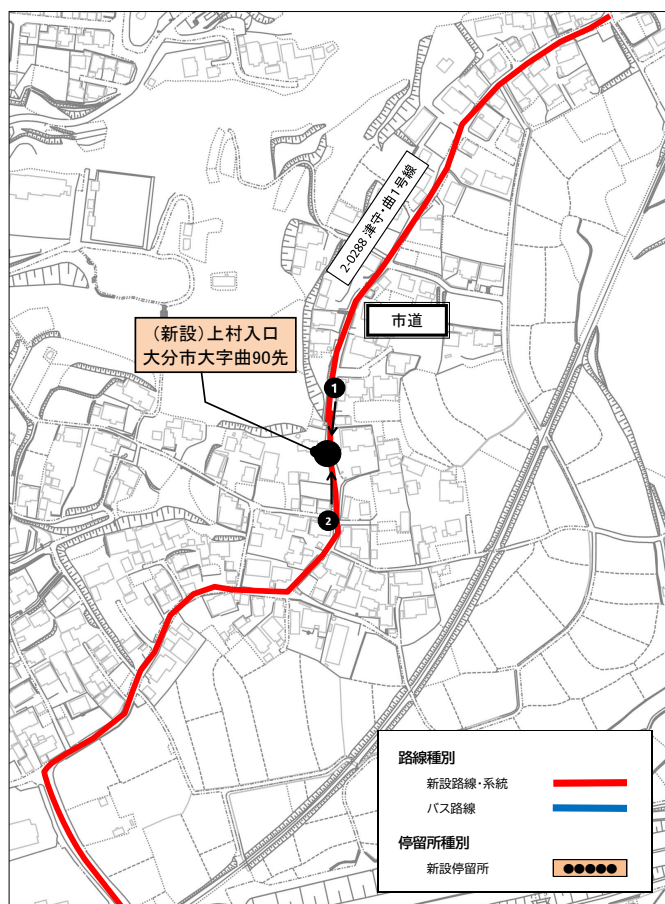 2-0288 津守・曲1号線
市道
(新設)上村入口
大分市大字曲90先
1
2
路線種別
新設路線・系統
バス路線
停留所種別
新設停留所
●●●●●